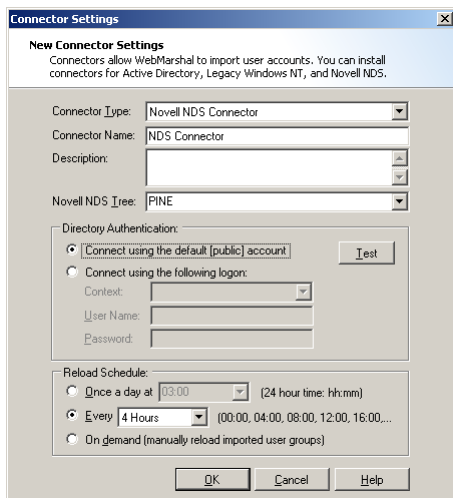 Connector Settings
New Connector Settings
Connectors allow WebMarshal to import user accounts. You can install
connectors for Active Directory, Legacy Windows NT, and Novell NDS.
Connector Type: Novell NDS Connector
Connector Name: NDS Connector
Description:
Novell NDS Tree: PINE
Directory Authentication:
Connect using the default [public] account
Test
Connect using the following logon:
Context:
User Name:
Password:
Reload Schedule:
Once a day at 03:00 (24 hour time: hh:mm)
Every 4 Hours (00:00, 04:00, 08:00, 12:00, 16:00,...
On demand (manually reload imported user groups)
OK Cancel Help